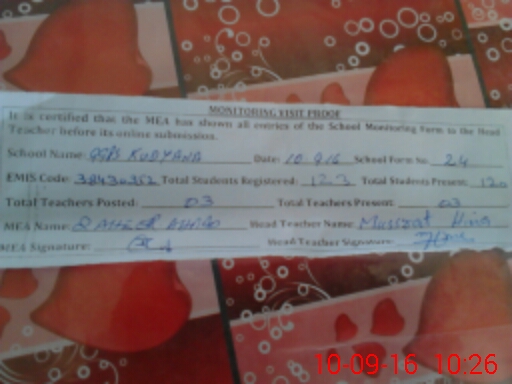 MONITORING VISIT PROOF
It is certified that the MEA has shown all entries of the School Monitoring Form to the Head
Teacher before its online submission.
School Name: GGPS KUDYANA Date: 10 9 16 School Form No. 24
EMIS Code: Total Students Registered: 123 Total Students Present: 120
Total Teachers Posted: 03 Total Teachers Present: 03
MEA Name: AHMAD Head Teacher Name: Mussarat Hina
MEA Signature: Head Teacher Signature: Hina
10-09-16 10:26